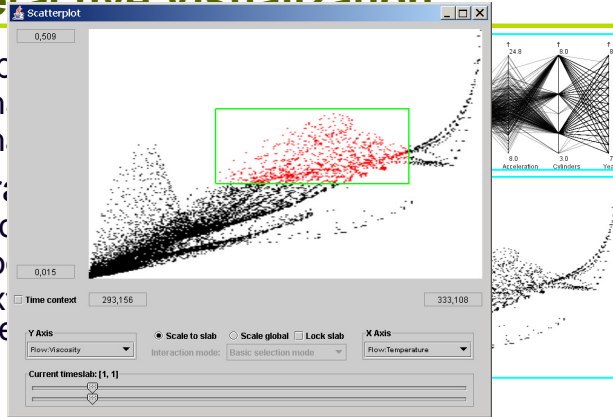 Scatterplot
0,509
0,015
Time context
293,156
333,108
Y Axis
Flow:Viscosity
Scale to slab
Scale global
Lock slab
Interaction mode:
Basic selection mode
X Axis
Flow:Temperature
Current timeslab: [1, 1]
24.8
8.0
8.0
3.0
Acceleration
Cylinders